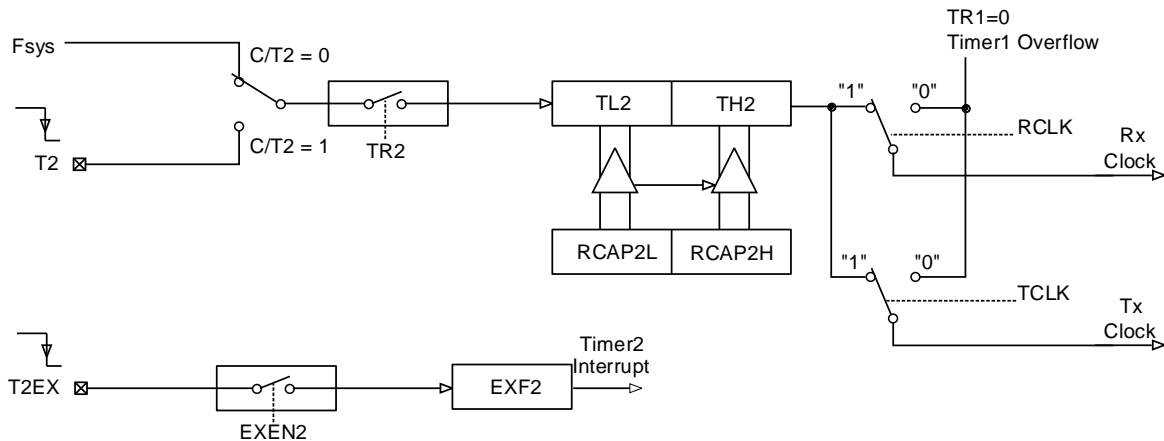 TR1=0
Timer1 Overflow
Fsys
C/T2 = 0
TL2
TH2
"1"
"0"
RCLK
Rx
Clock
T2
C/T2 = 1
TR2
RCAP2L
RCAP2H
"1"
"0"
TCLK
Tx
Clock
Timer2
Interrupt
T2EX
EXF2
EXEN2